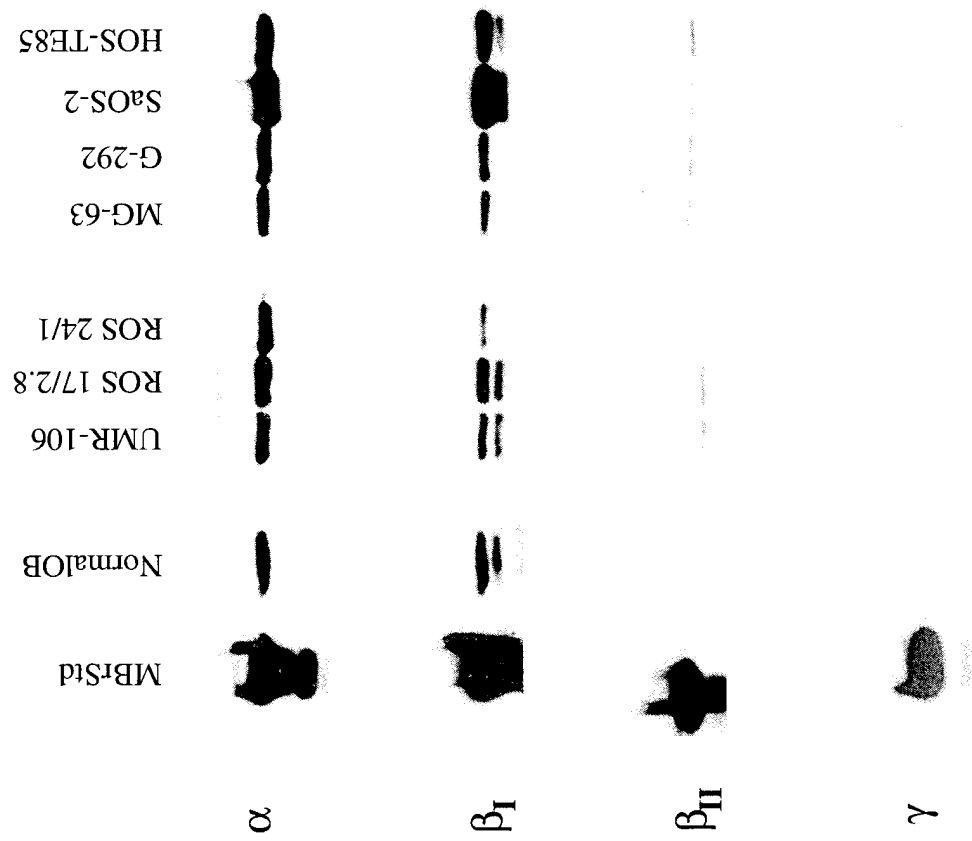 HOS-TE85
SaOS-2
G-292
MG-63
ROS 24/1
ROS 17/2.8
UMR-106
NormalOB
MBrStd
α
βI
βII
γ